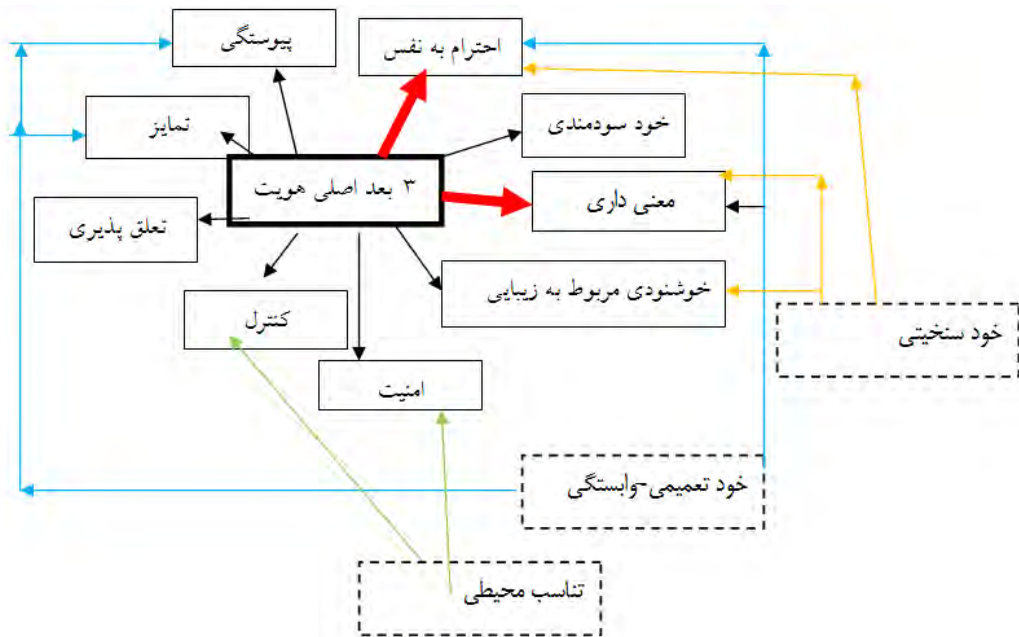 پیوستگی
احترام به نفس
تمایز
خود سودمندی
۳ بعد اصلی هویت
معنی داری
تعلق پذیری
خوشنودی مربوط به زیبایی
کنترل
خود سنخیتی
امنیت
خود تعمیمی-وابستگی
تناسب محیطی